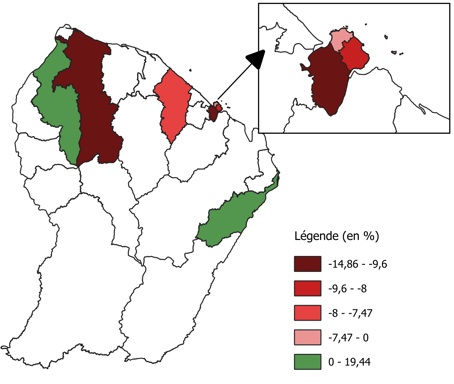 Légende (en %)
-14,86 - -9,6
-9,6 - -8
-8 - -7,47
-7,47 - 0
0 - 19,44